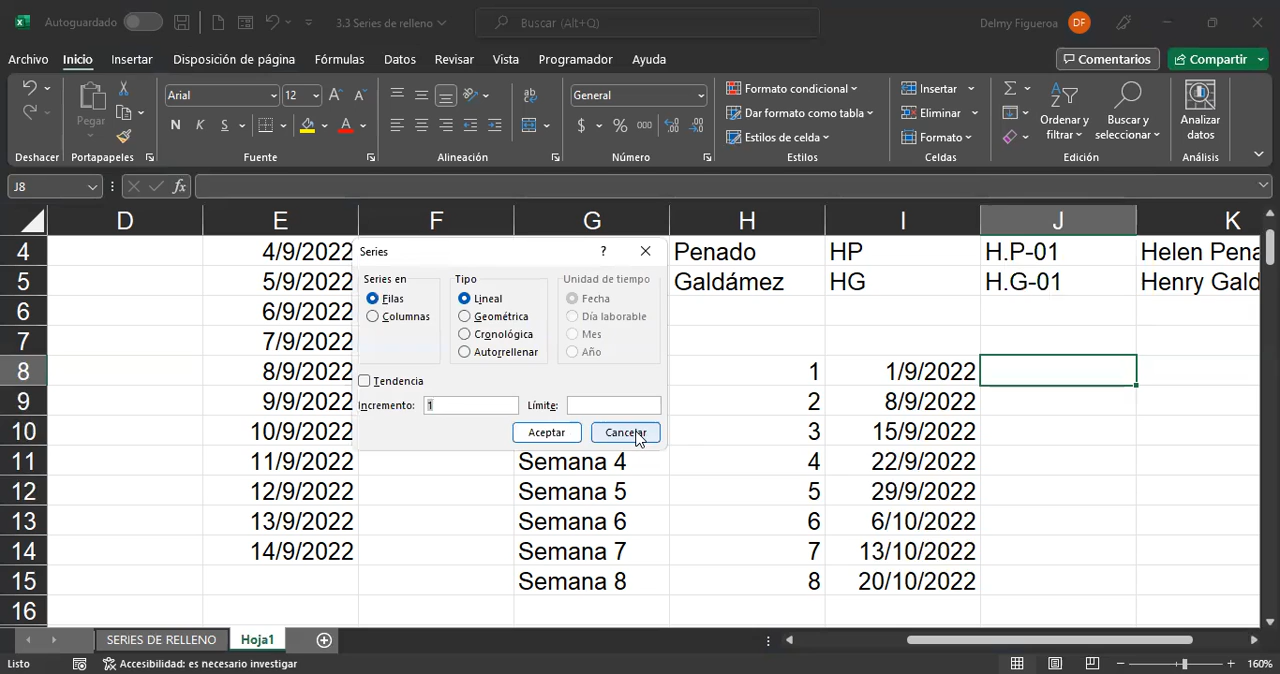 Autoguardado 3.3 Series de relleno Buscar (Alt+Q) Delmy Figueroa DF
Archivo Inicio Insertar Disposición de página Fórmulas Datos Revisar Vista Programador Ayuda Comentarios Compartir
Pegar
Arial 12
N K S A
General
$ % 000
Formato condicional
Dar formato como tabla
Estilos de celda
Insertar
Eliminar
Formato
Ordenar y filtrar
Buscar y seleccionar
Analizar datos
Deshacer Portapapeles Fuente Alineación Número Estilos Celdas Edición Análisis
J8 fx
D E F G H I J K
4 4/9/2022 Penado HP H.P-01 Helen Pena
5 5/9/2022 Galdámez HG H.G-01 Henry Gald
6 6/9/2022
7 7/9/2022
8 8/9/2022 1 1/9/2022
9 9/9/2022 2 8/9/2022
10 10/9/2022 3 15/9/2022
11 11/9/2022 Semana 4 4 22/9/2022
12 12/9/2022 Semana 5 5 29/9/2022
13 13/9/2022 Semana 6 6 6/10/2022
14 14/9/2022 Semana 7 7 13/10/2022
15 Semana 8 8 20/10/2022
16
Series ?
Series en Tipo Unidad de tiempo
Filas Lineal Fecha
Columnas Geométrica Día laborable
Cronológica Mes
Autorrellenar Año
Tendencia
Incremento: 1 Límite:
Aceptar Cancelar
SERIES DE RELLENO Hoja1
Listo Accesibilidad: es necesario investigar 160%